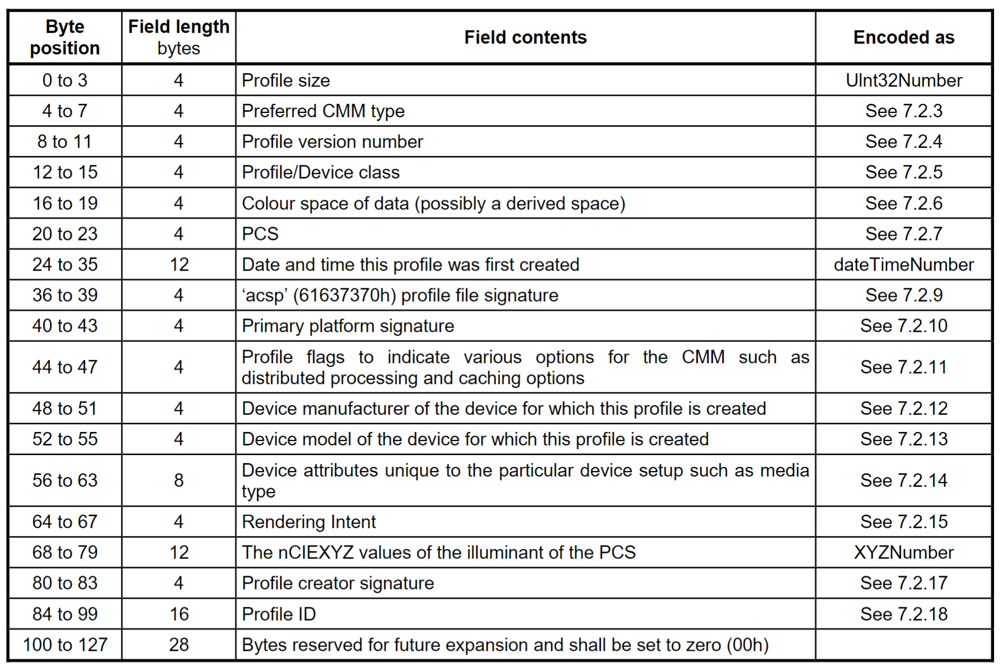 Byte position Field length bytes Field contents Encoded as
0 to 3 4 Profile size UInt32Number
4 to 7 4 Preferred CMM type See 7.2.3
8 to 11 4 Profile version number See 7.2.4
12 to 15 4 Profile/Device class See 7.2.5
16 to 19 4 Colour space of data (possibly a derived space) See 7.2.6
20 to 23 4 PCS See 7.2.7
24 to 35 12 Date and time this profile was first created dateTimeNumber
36 to 39 4 ‘acsp’ (61637370h) profile file signature See 7.2.9
40 to 43 4 Primary platform signature See 7.2.10
44 to 47 4 Profile flags to indicate various options for the CMM such as
distributed processing and caching options See 7.2.11
48 to 51 4 Device manufacturer of the device for which this profile is created See 7.2.12
52 to 55 4 Device model of the device for which this profile is created See 7.2.13
56 to 63 8 Device attributes unique to the particular device setup such as media
type See 7.2.14
64 to 67 4 Rendering Intent See 7.2.15
68 to 79 12 The nCIEXYZ values of the illuminant of the PCS XYZNumber
80 to 83 4 Profile creator signature See 7.2.17
84 to 99 16 Profile ID See 7.2.18
100 to 127 28 Bytes reserved for future expansion and shall be set to zero (00h)